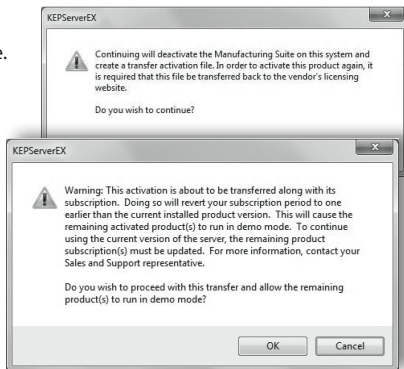 e.
KEPServerEX
x
Continuing will deactivate the Manufacturing Suite on this system and
create a transfer activation file. In order to activate this product again, it
is required that this file be transferred back to the vendor's licensing
website.
Do you wish to continue?
KEPServerEX
x
Warning: This activation is about to be transferred along with its
subscription. Doing so will revert your subscription period to one
earlier than the current installed product version. This will cause the
remaining activated product(s) to run in demo mode. To continue
using the current version of the server, the remaining product
subscription(s) must be updated. For more information, contact your
Sales and Support representative.
Do you wish to proceed with this transfer and allow the remaining
product(s) to run in demo mode?
OK
Cancel